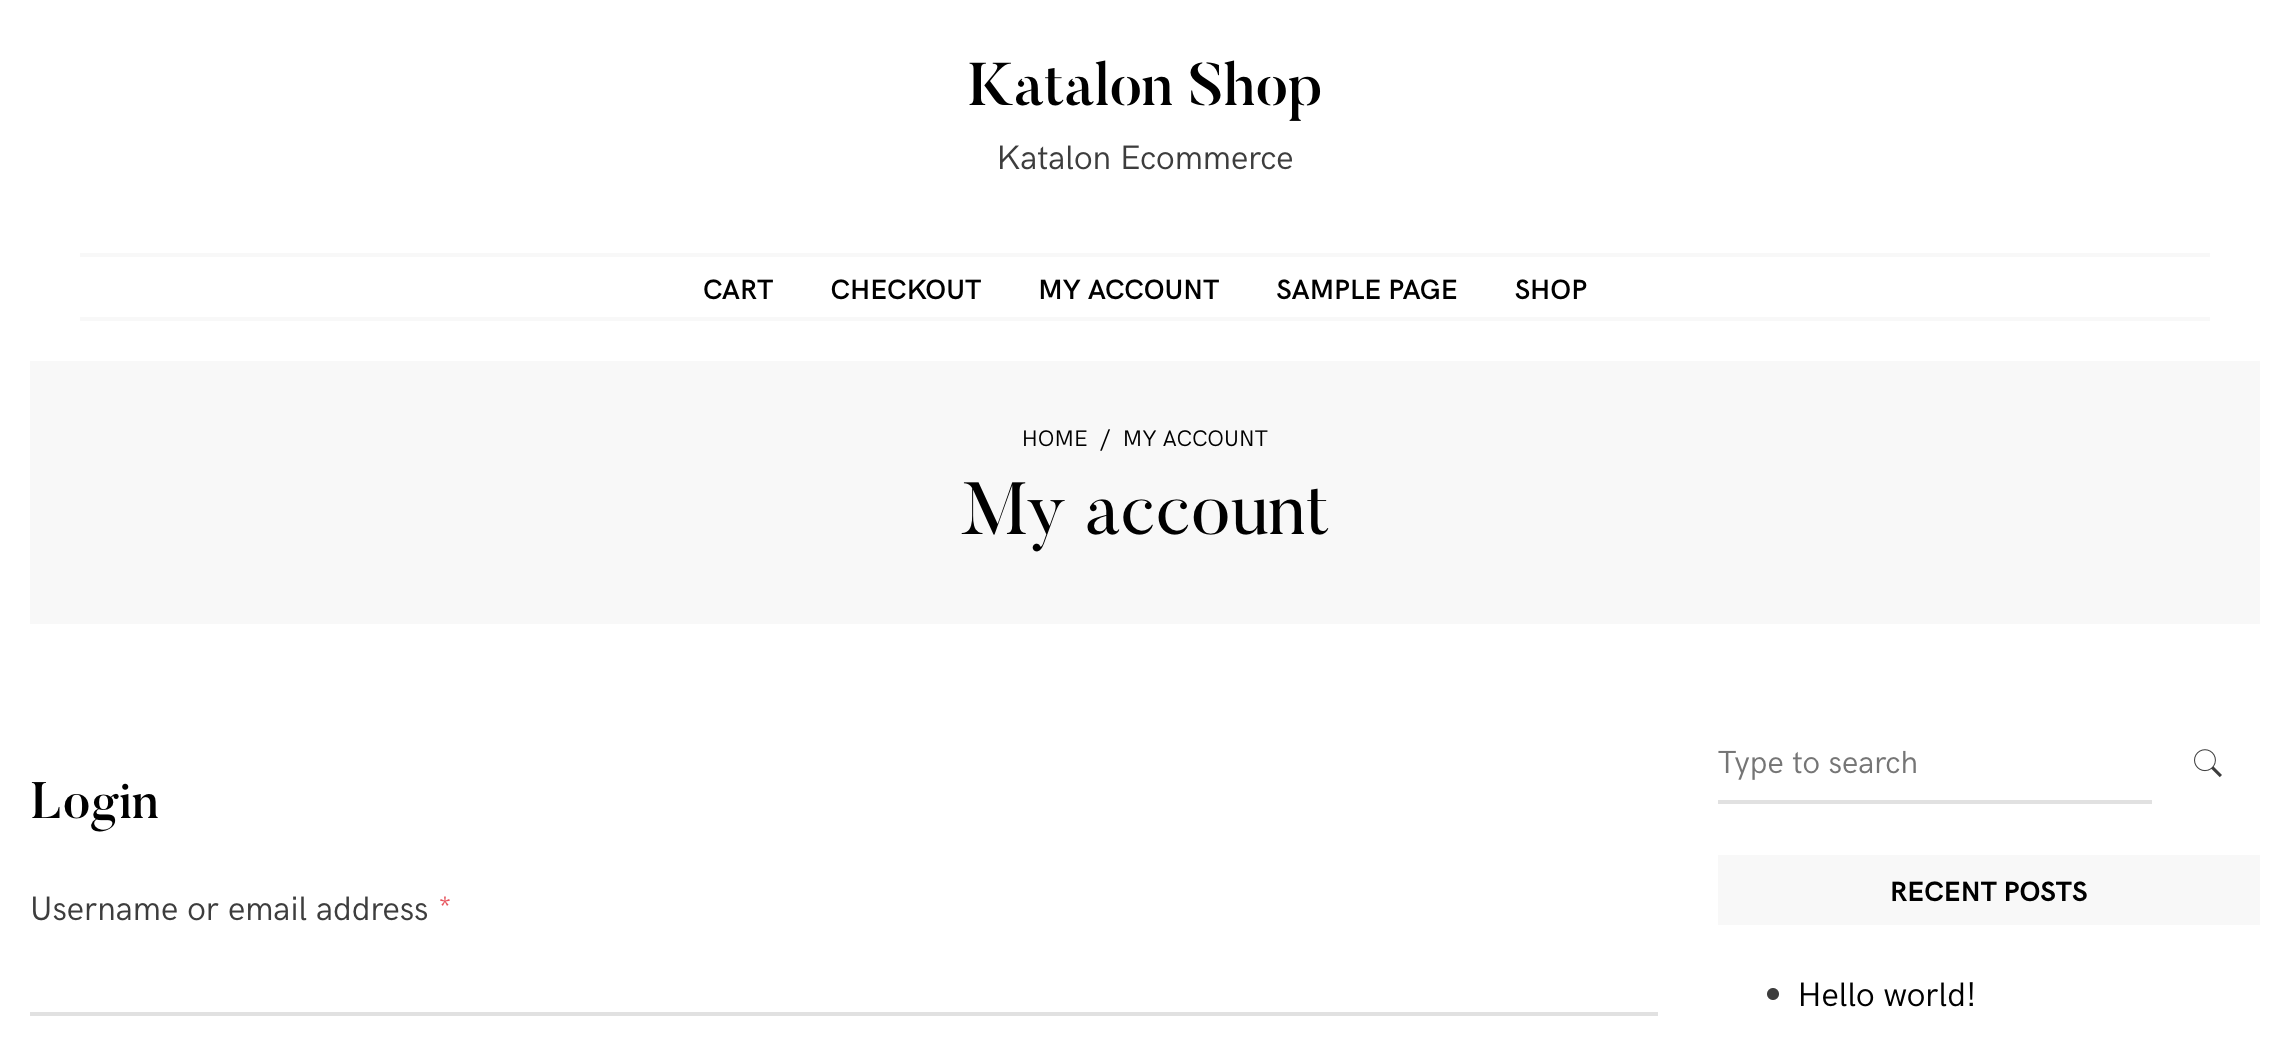 Katalon Shop
Katalon Ecommerce
CART CHECKOUT MY ACCOUNT SAMPLE PAGE SHOP
HOME / MY ACCOUNT
My account
Login
Username or email address *
Type to search
RECENT POSTS
Hello world!